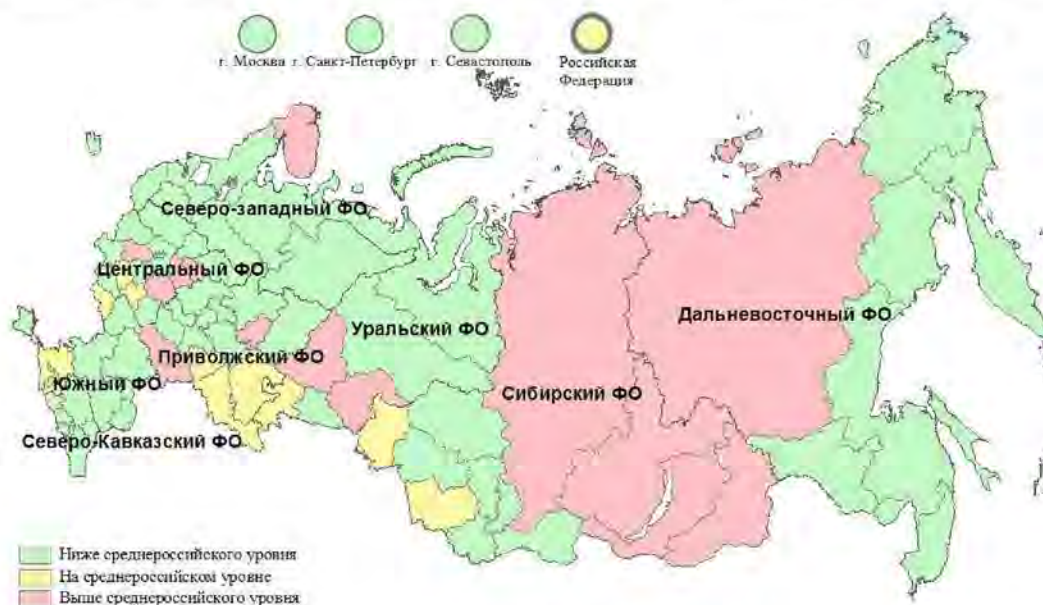 г. Москва г. Санкт-Петербург г. Севастополь Российская
Федерация
Северо-западный ФО
Центральный ФО
Дальневосточный ФО
Уральский ФО
Приволжский ФО
Южный ФО
Сибирский ФО
Северо-Кавказский ФО
Ниже среднероссийского уровня
На среднероссийском уровне
Выше среднероссийского уровня